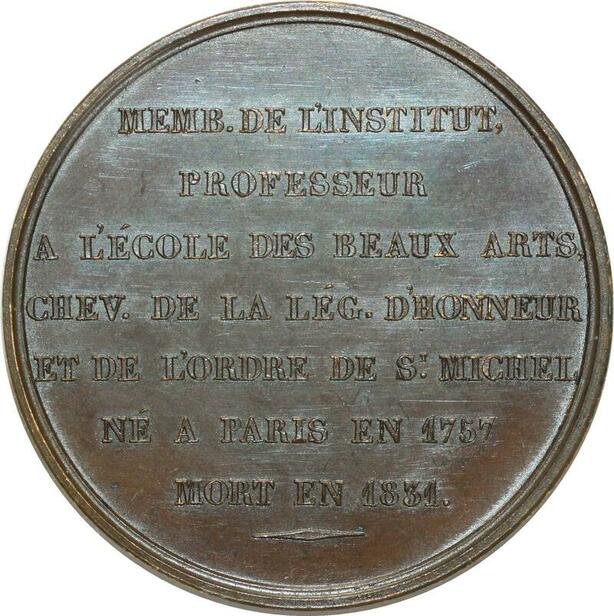 MEMB. DE L'INSTITUT,
PROFESSEUR
A L'ÉCOLE DES BEAUX ARTS,
CHEV. DE LA LÉG. D'HONNEUR
ET DE L'ORDRE DE ST. MICHEL
NÉ A PARIS EN 1757
MORT EN 1831.